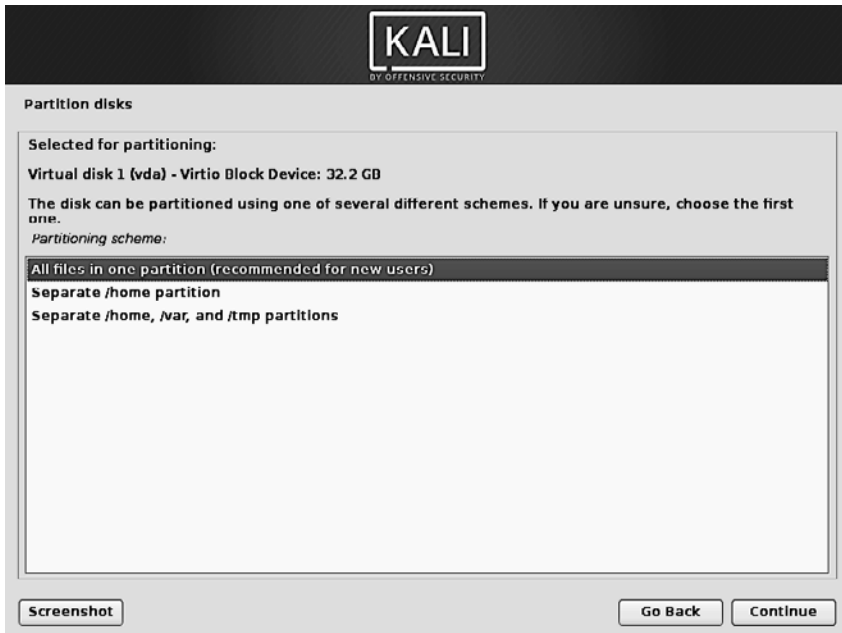 KALI
BY OFFENSIVE SECURITY
Partition disks
Selected for partitioning:
Virtual disk 1 (vda) - Virtio Block Device: 32.2 GB
The disk can be partitioned using one of several different schemes. If you are unsure, choose the first
one.
Partitioning scheme:
All files in one partition (recommended for new users)
Separate /home partition
Separate /home, /var, and /tmp partitions
Screenshot
Go Back
Continue